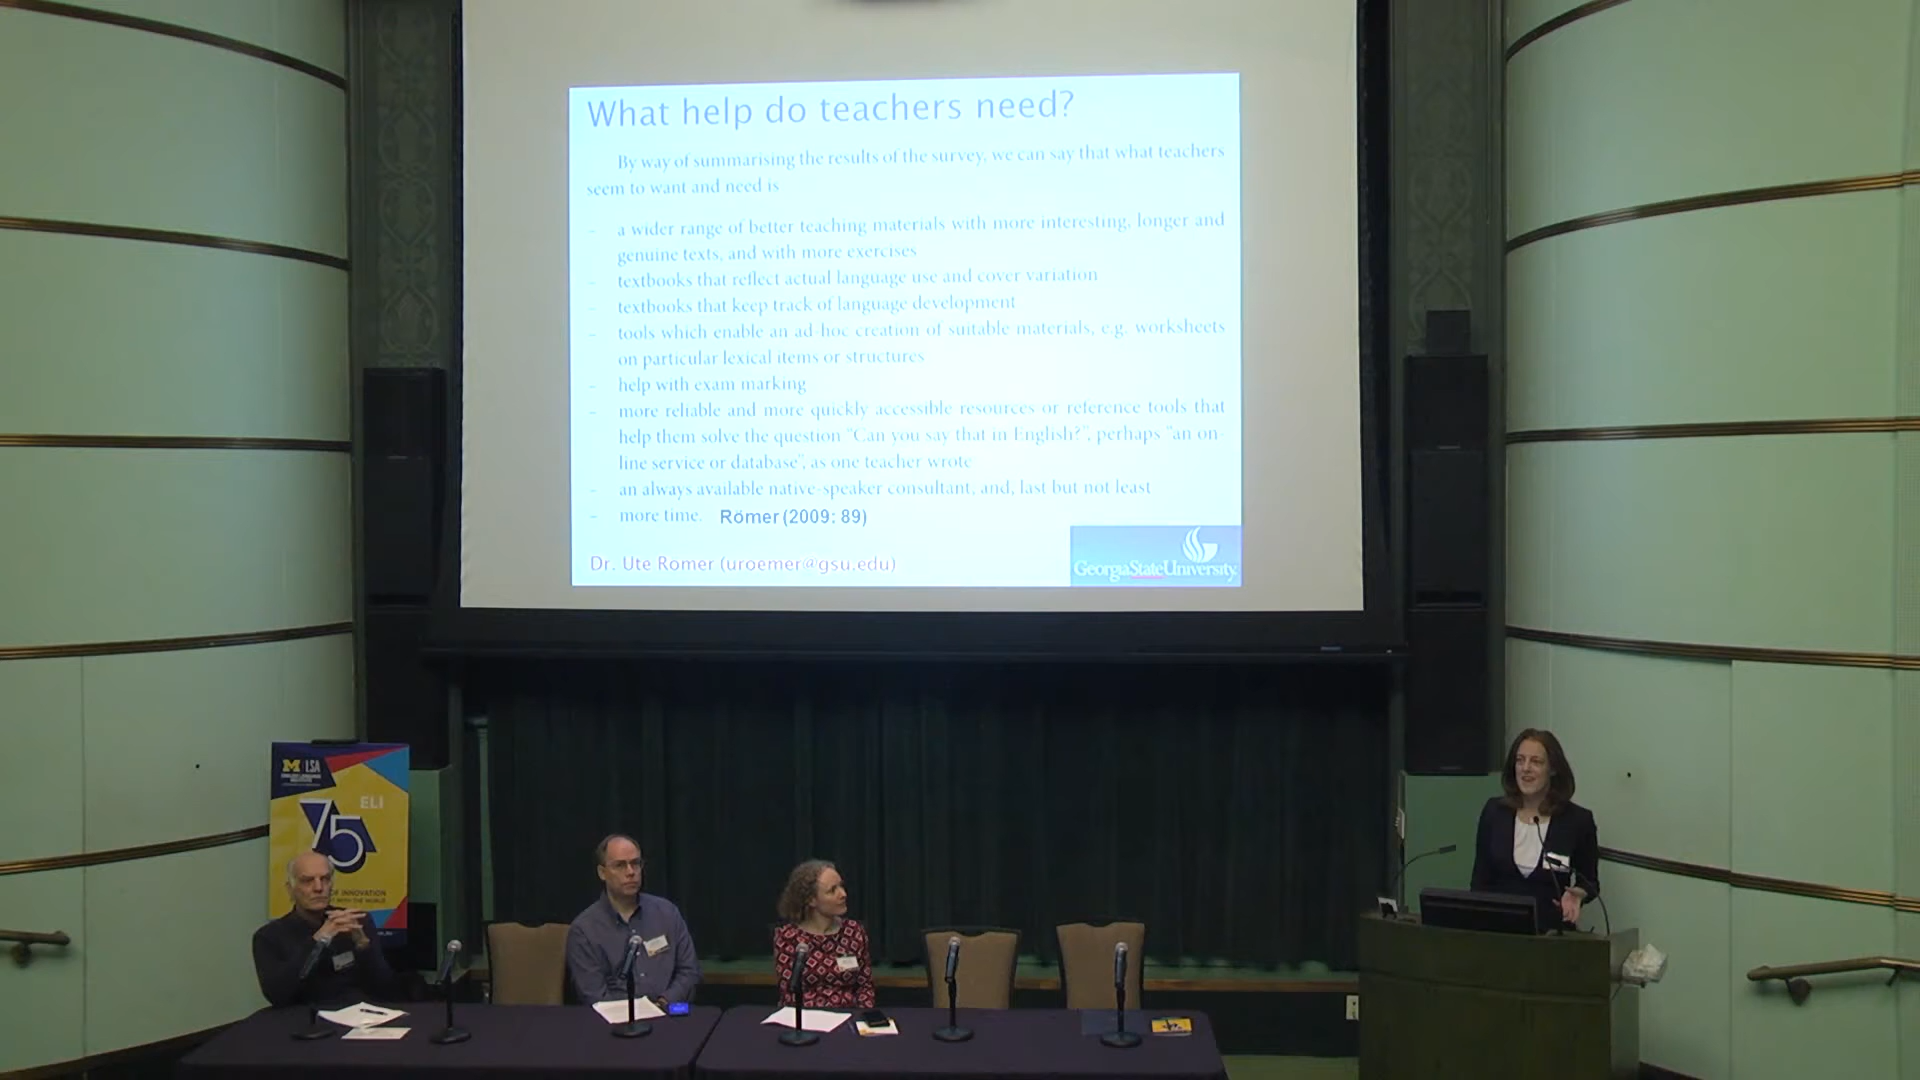 What help do teachers need?
By way of summarising the results of the survey, we can say that what teachers
seem to want and need is
– a wider range of better teaching materials with more interesting, longer and
genuine texts, and with more exercises
– textbooks that reflect actual language use and cover variation
– textbooks that keep track of language development
– tools which enable an ad-hoc creation of suitable materials, e.g. worksheets
on particular lexical items or structures
– help with exam marking
– more reliable and more quickly accessible resources or reference tools that
help them solve the question "Can you say that in English?", perhaps "an on-
line service or database", as one teacher wrote
– an always available native-speaker consultant, and, last but not least
– more time. Römer (2009: 89)
Dr. Ute Römer (uroemer@gsu.edu)
GeorgiaStateUniversity
M LSA
ELI
75
OF INNOVATION
WITH THE WORLD